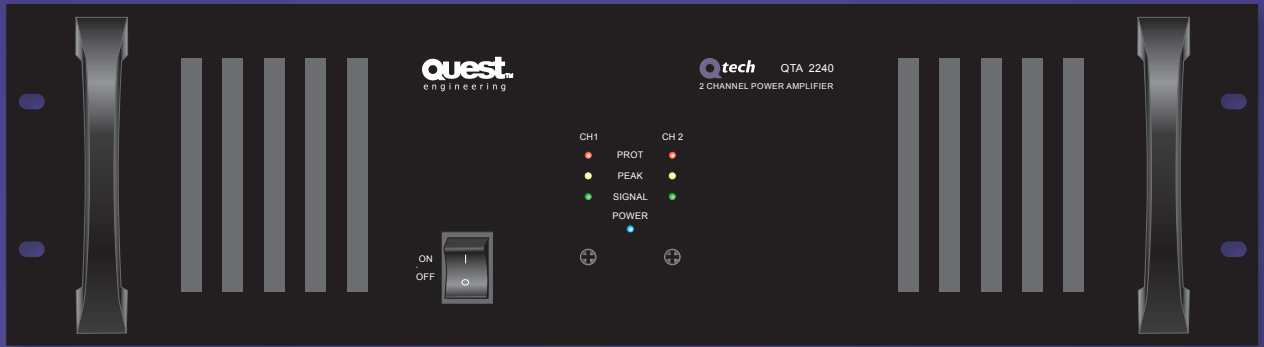 Quest™
engineering
Qtech QTA 2240
2 CHANNEL POWER AMPLIFIER
CH1 CH 2
PROT
PEAK
SIGNAL
POWER
ON I
OFF O